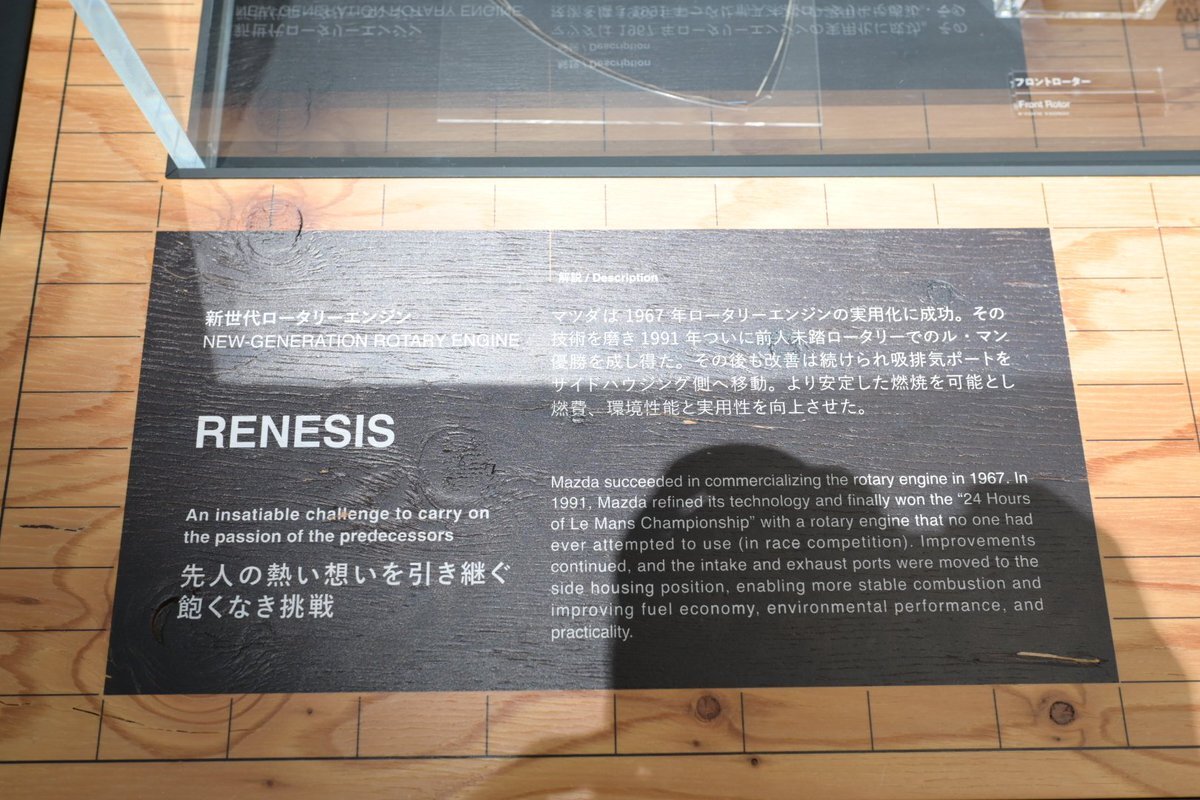 フロントローター
Front Rotor
解説 / Description
新世代ロータリーエンジン
NEW-GENERATION ROTARY ENGINE
RENESIS
An insatiable challenge to carry on
the passion of the predecessors
先人の熱い想いを引き継ぐ
飽くなき挑戦
マツダは 1967 年ロータリーエンジンの実用化に成功。その
技術を磨き 1991 年ついに前人未踏ロータリーでのル・マン
優勝を成し得た。その後も改善は続けられ吸排気ポートを
サイドハウジング側へ移動。より安定した燃焼を可能とし
燃費、環境性能と実用性を向上させた。
Mazda succeeded in commercializing the rotary engine in 1967. In
1991, Mazda refined its technology and finally won the “24 Hours
of Le Mans Championship” with a rotary engine that no one had
ever attempted to use (in race competition). Improvements
continued, and the intake and exhaust ports were moved to the
side housing position, enabling more stable combustion and
improving fuel economy, environmental performance, and
practicality.